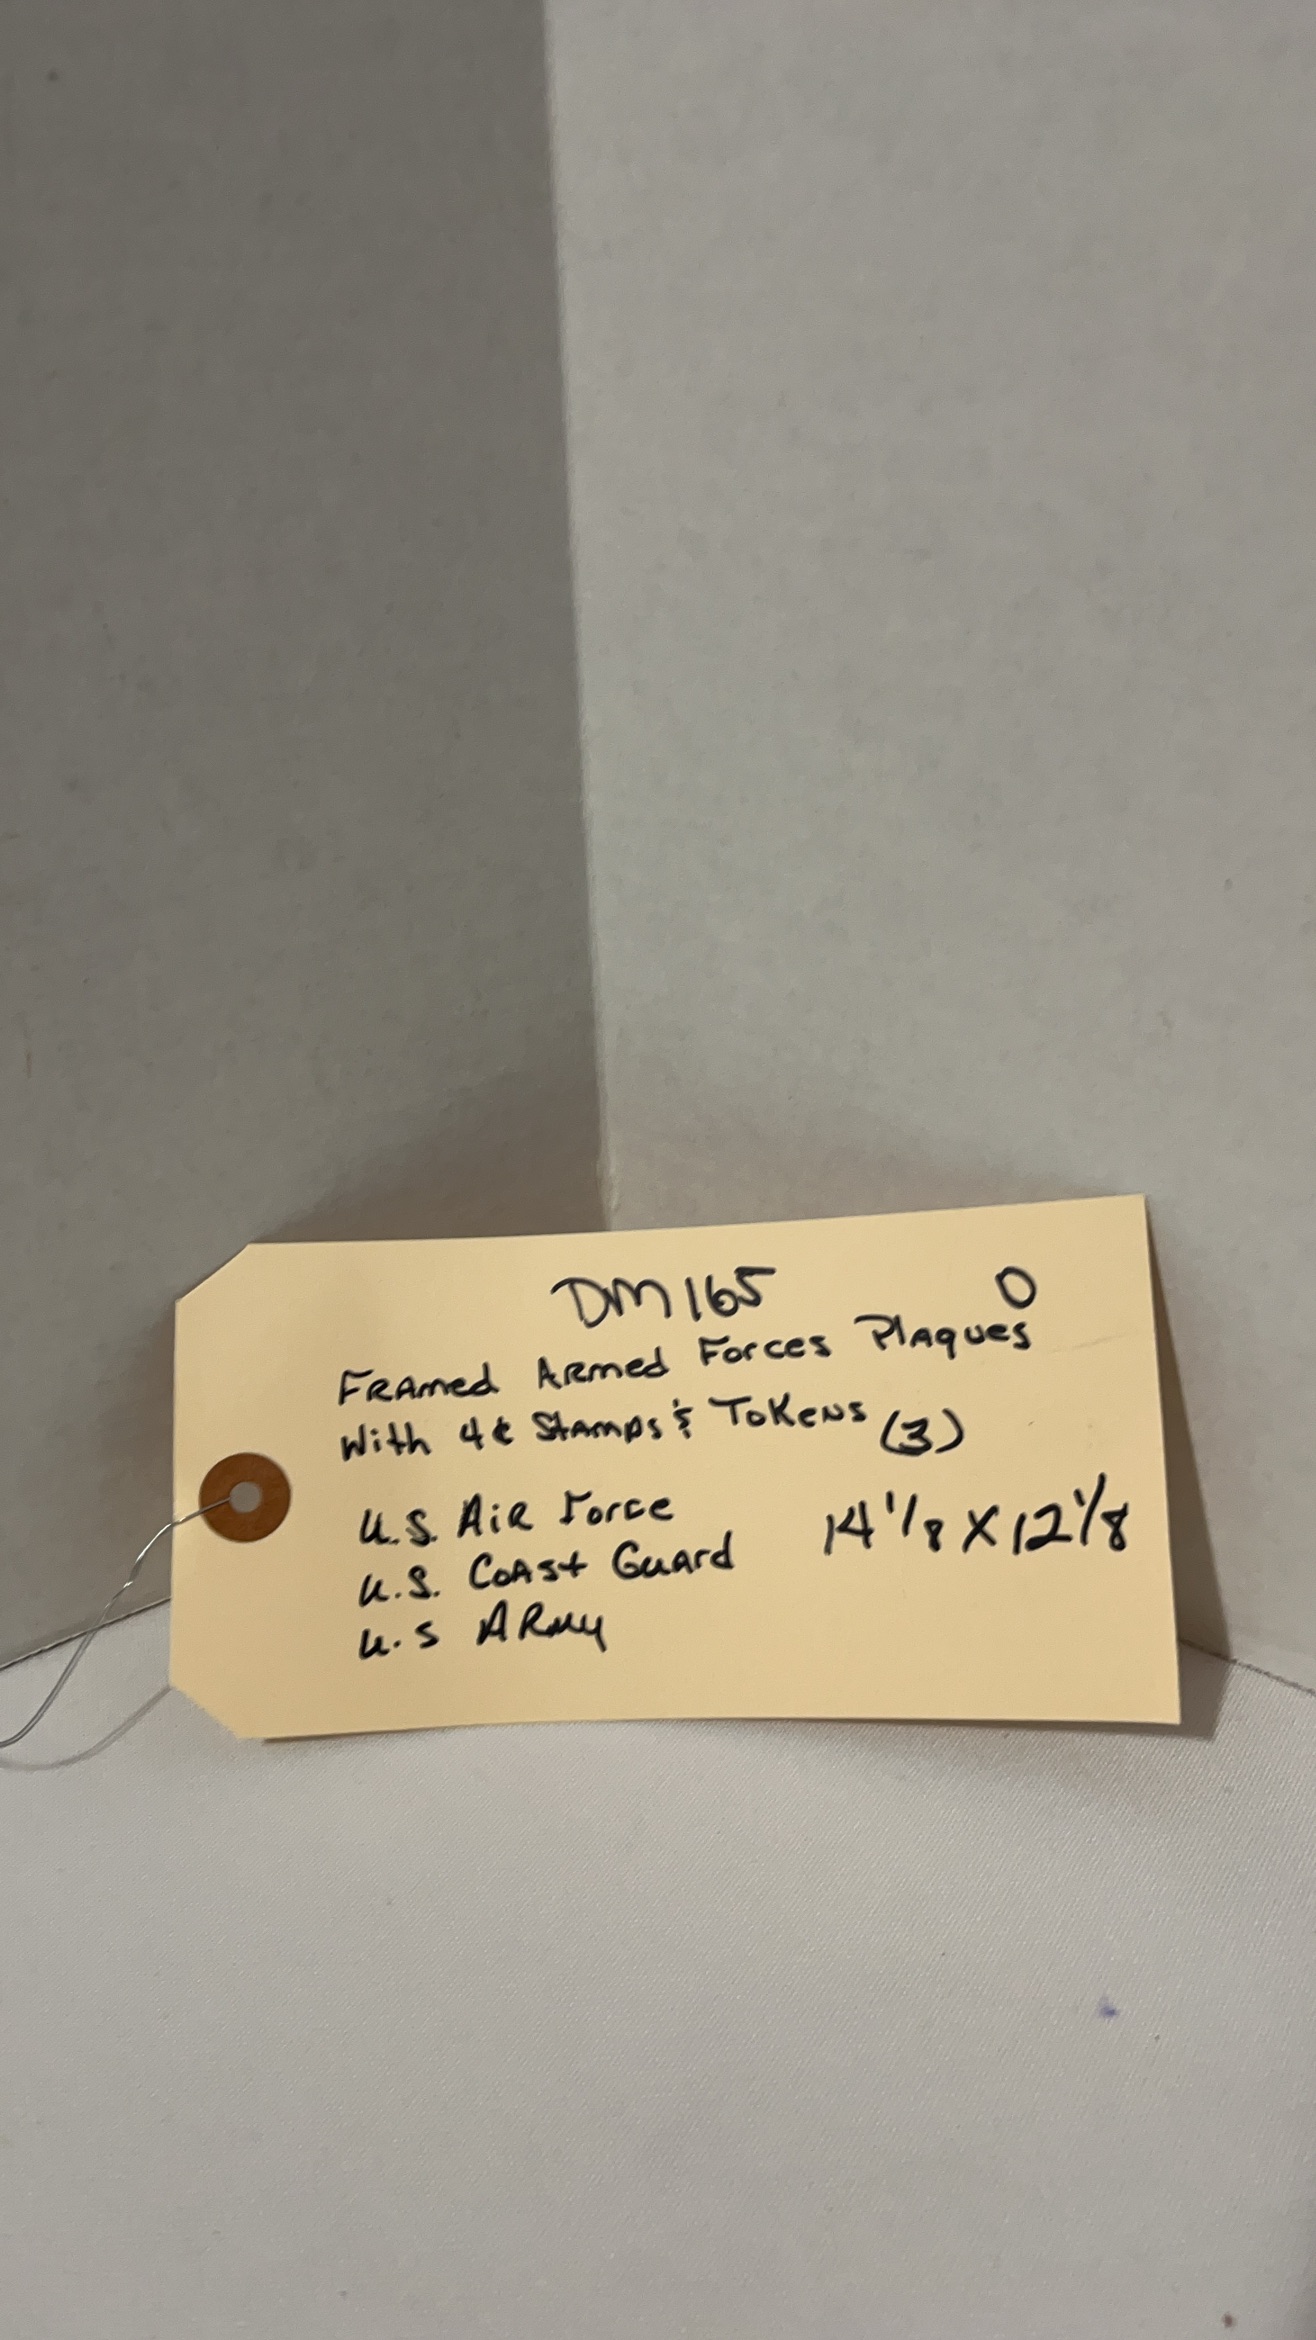 DM165 O
Framed Armed Forces Plaques
With 4¢ Stamps & Tokens (3)
U.S. Air Force
14 1/8 X 12 1/8
U.S. Coast Guard
U.S Army